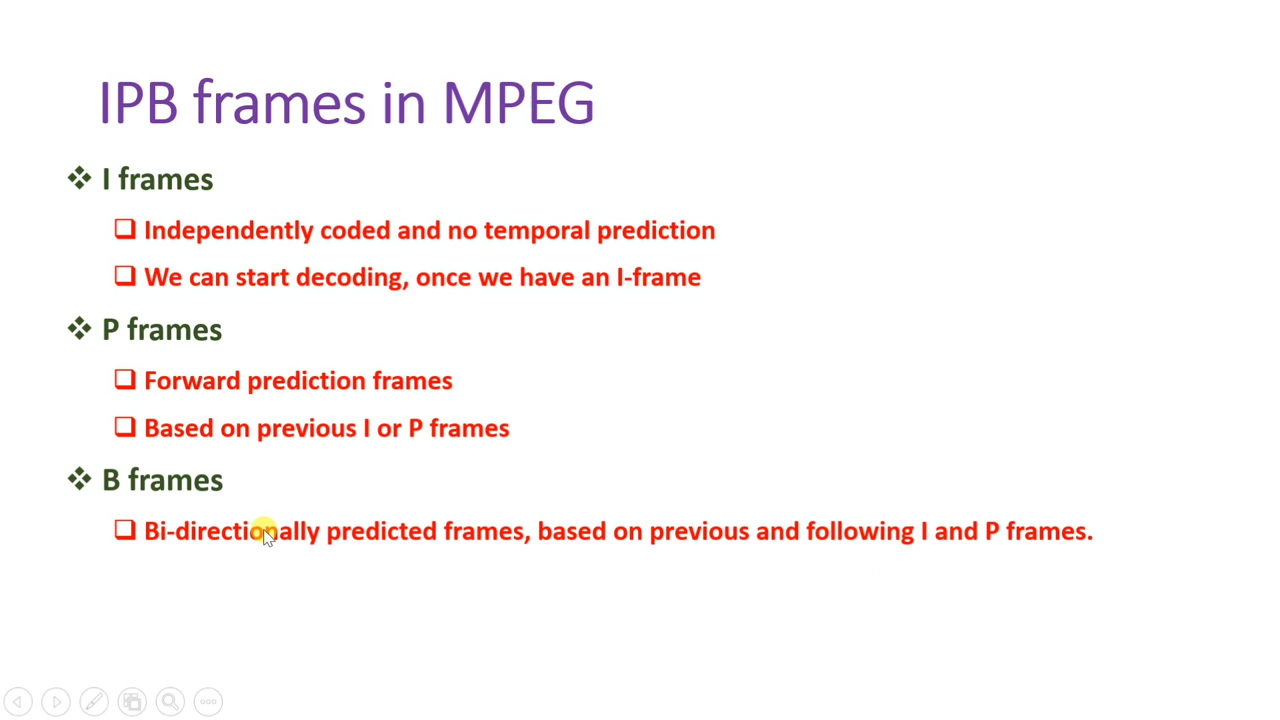 IPB frames in MPEG
I frames
Independently coded and no temporal prediction
We can start decoding, once we have an I-frame
P frames
Forward prediction frames
Based on previous I or P frames
B frames
Bi-directionally predicted frames, based on previous and following I and P frames.